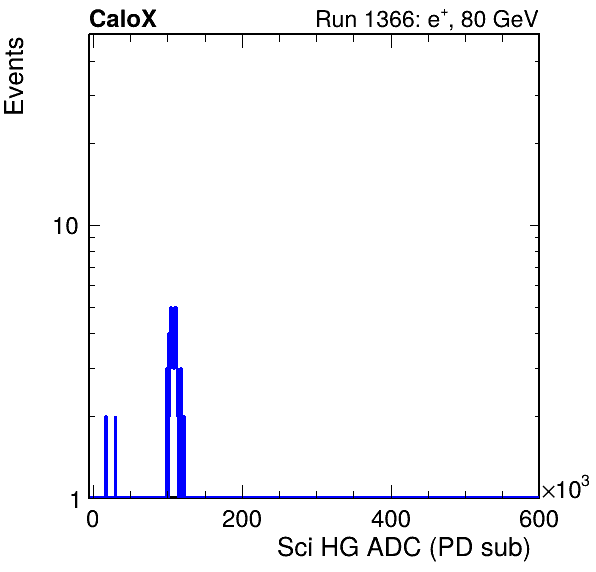 CaloX Run 1366: e⁺, 80 GeV
Events
10
1
×10³
0 200 400 600
Sci HG ADC (PD sub)